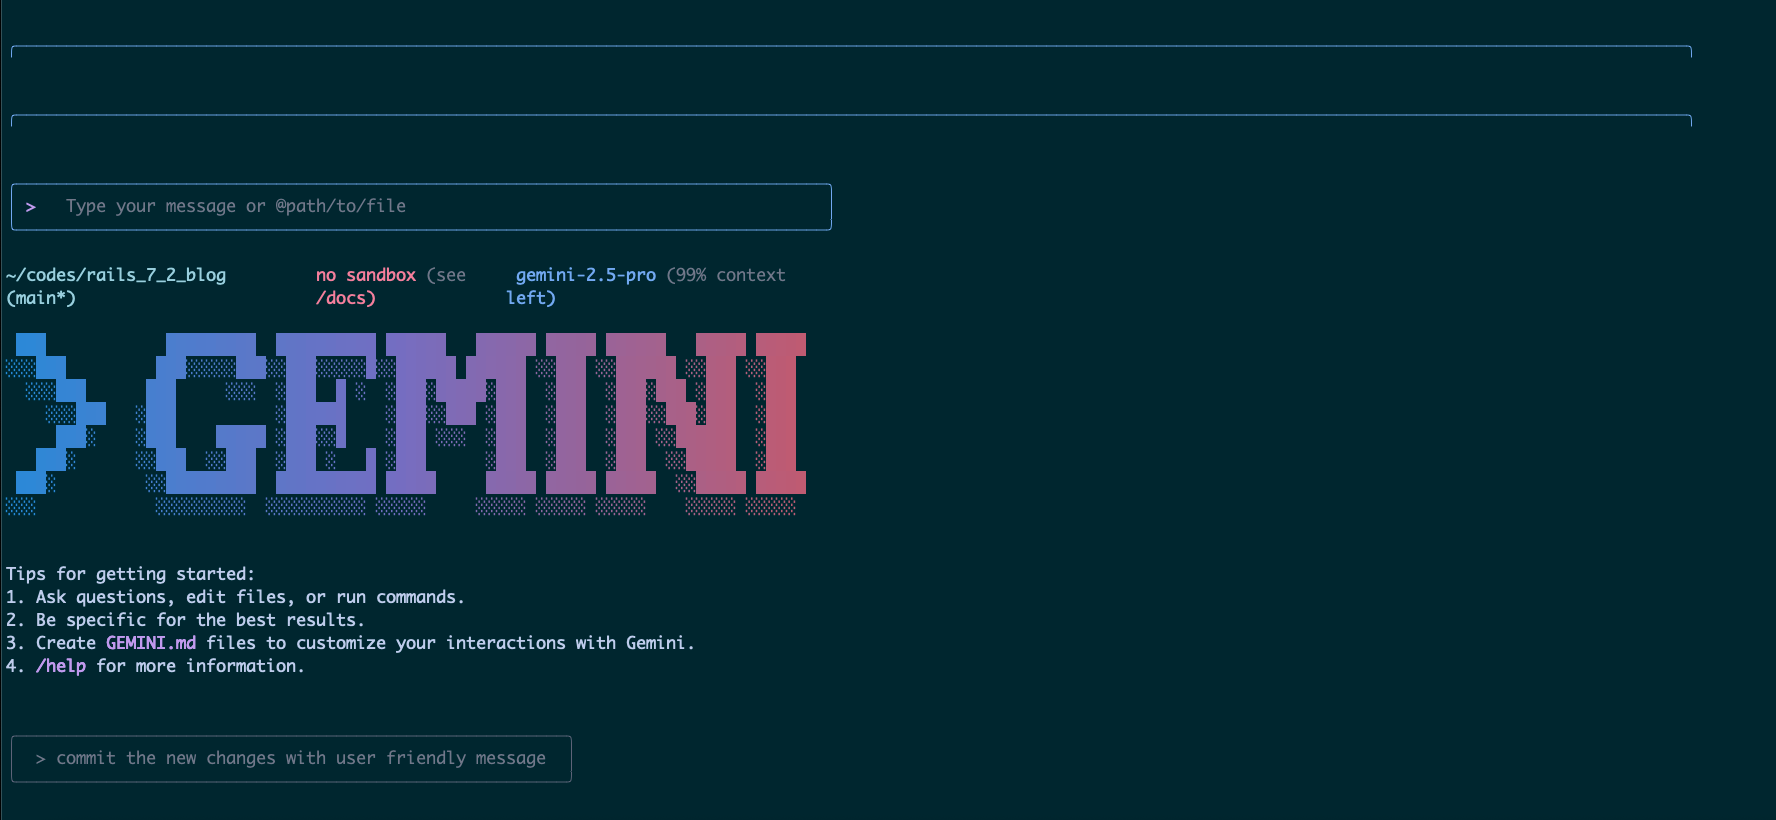 > Type your message or @path/to/file
~/codes/rails_7_2_blog no sandbox (see gemini-2.5-pro (99% context
(main*) /docs) left)
GEMINI
Tips for getting started:
1. Ask questions, edit files, or run commands.
2. Be specific for the best results.
3. Create GEMINI.md files to customize your interactions with Gemini.
4. /help for more information.
> commit the new changes with user friendly message